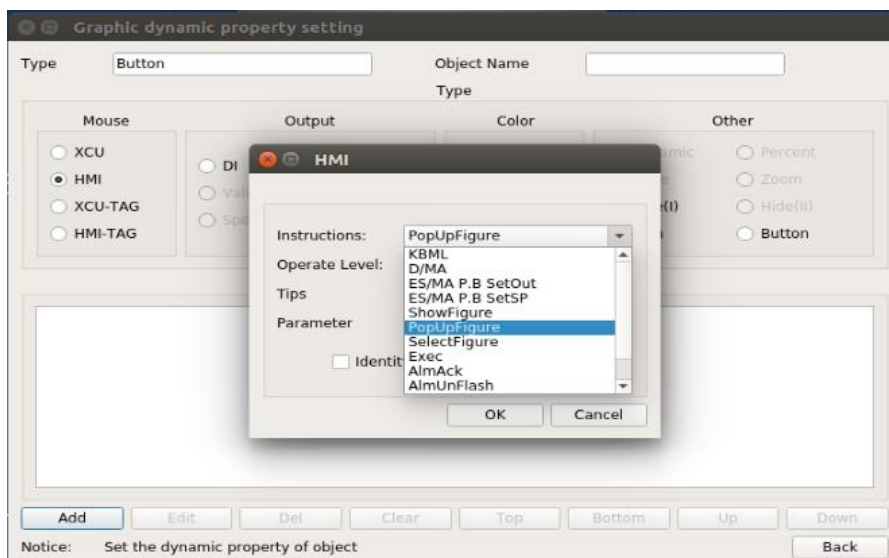 Graphic dynamic property setting
Type Button Object Name
Type
Mouse Output Color Other
XCU
HMI
XCU-TAG
HMI-TAG
DI
Percent
Zoom
Hide(II)
Button
HMI
Instructions: PopUpFigure
Operate Level:
Tips
Parameter
KBML
D/MA
ES/MA P.B SetOut
ES/MA P.B SetSP
ShowFigure
PopUpFigure
SelectFigure
Exec
AlmAck
AlmUnFlash
OK Cancel
Add Edit Del Clear Top Bottom Up Down
Notice: Set the dynamic property of object Back